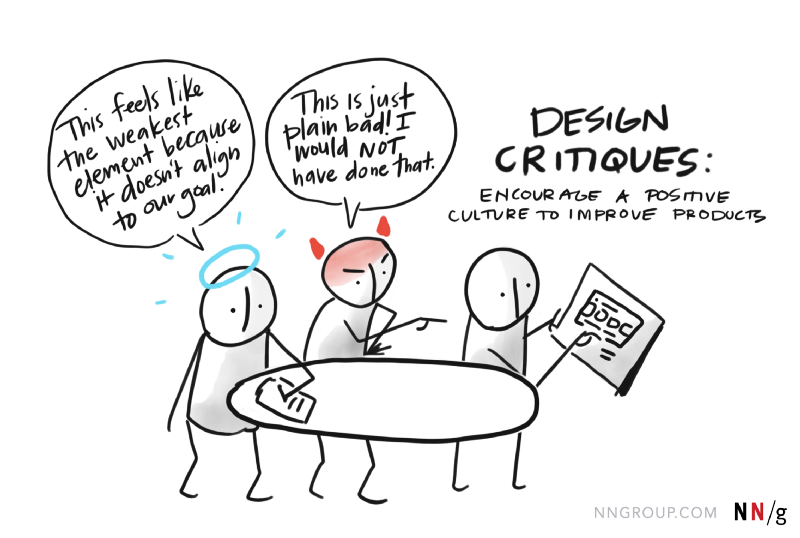 This feels like
the weakest
element because
it doesn't align
to our goal.
This is just
plain bad! I
would NOT
have done that.
DESIGN
CRITIQUES:
ENCOURAGE A POSITIVE
CULTURE TO IMPROVE PRODUCTS
NNGROUP.COM NN/g